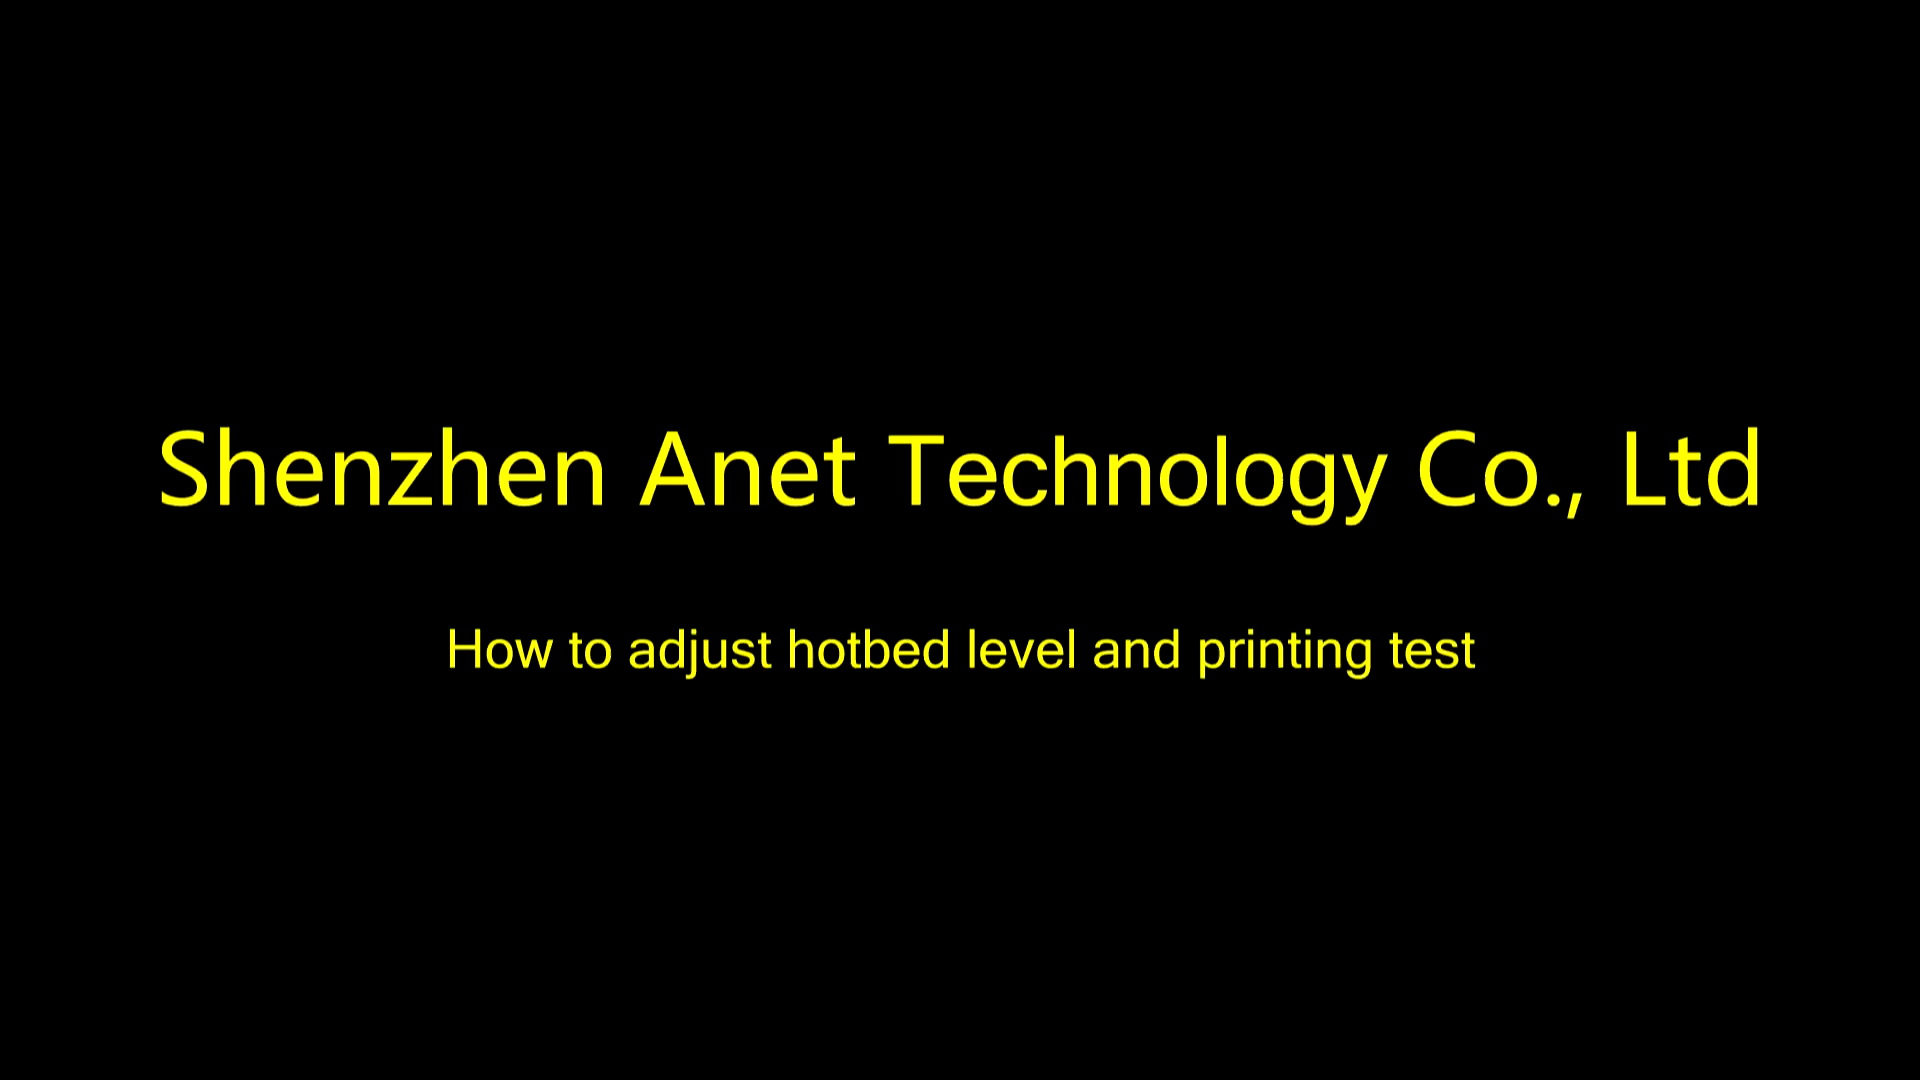 Shenzhen Anet Technology Co., Ltd
How to adjust hotbed level and printing test